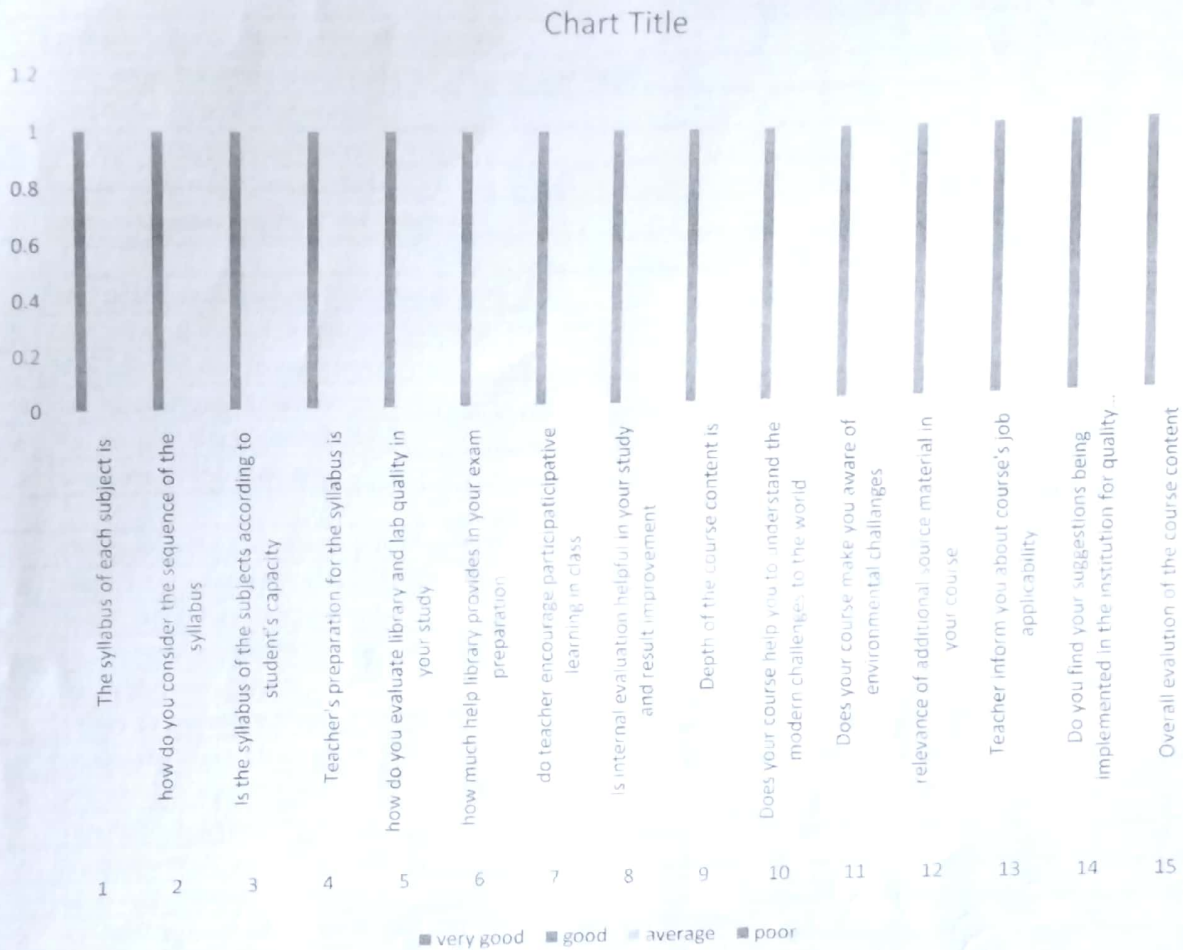 Chart Title
1.2
1
0.8
0.6
0.4
0.2
0
The syllabus of each subject is
how do you consider the sequence of the
syllabus
Is the syllabus of the subjects according to
student's capacity
Teacher's preparation for the syllabus is
how do you evaluate library and lab quality in
your study
how much help library provides in your exam
preparation
do teacher encourage participaticipative
learning in class
Is internal evaluation helpful in your study
and result improvement
Depth of the course content is
Does your course help you to understand the
modern challenges to the world
Does your course make you aware of
environmental challanges
relevance of additional source material in
your course
Teacher inform you about course's job
applicability
Do you find your suggestions being
implemented in the institution for quality...
Overall evalution of the course content
1 2 3 4 5 6 7 8 9 10 11 12 13 14 15
very good good average poor